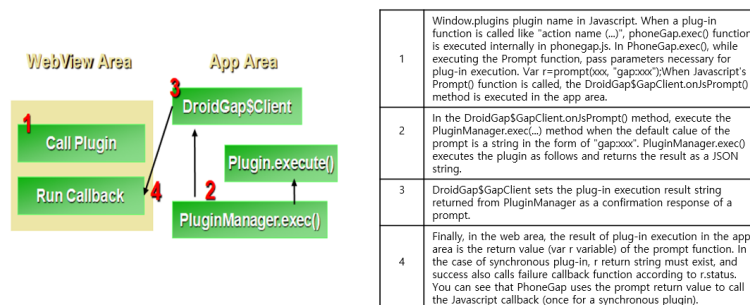 WebView Area
App Area
3
DroidGap$Client
1
Call Plugin
Plugin.execute()
Run Callback
4
2
PluginManager.exec()
1
Window.plugins plugin name in Javascript. When a plug-in
function is called like "action name (...)", phoneGap.exec() function
is executed internally in phonegap.js. In PhoneGap.exec(), while
executing the Prompt function, pass parameters necessary for
plug-in execution. Var r=prompt(xxx, "gap:xxx");When Javascript's
Prompt() function is called, the DroidGap$GapClient.onJsPrompt()
method is executed in the app area.
2
In the DroidGap$GapClient.onJsPrompt() method, execute the
PluginManager.exec(...) method when the default calue of the
prompt is a string in the form of "gap:xxx". PluginManager.exec()
executes the plugin as follows and returns the result as a JSON
string.
3
DroidGap$GapClient sets the plug-in execution result string
returned from PluginManager as a confirmation response of a
prompt.
4
Finally, in the web area, the result of plug-in execution in the app
area is the return value (var r variable) of the prompt function. In
the case of synchronous plug-in, r return string must exist, and
success also calls failure callback function according to r.status.
You can see that PhoneGap uses the prompt return value to call
the Javascript callback (once for a synchronous plugin).